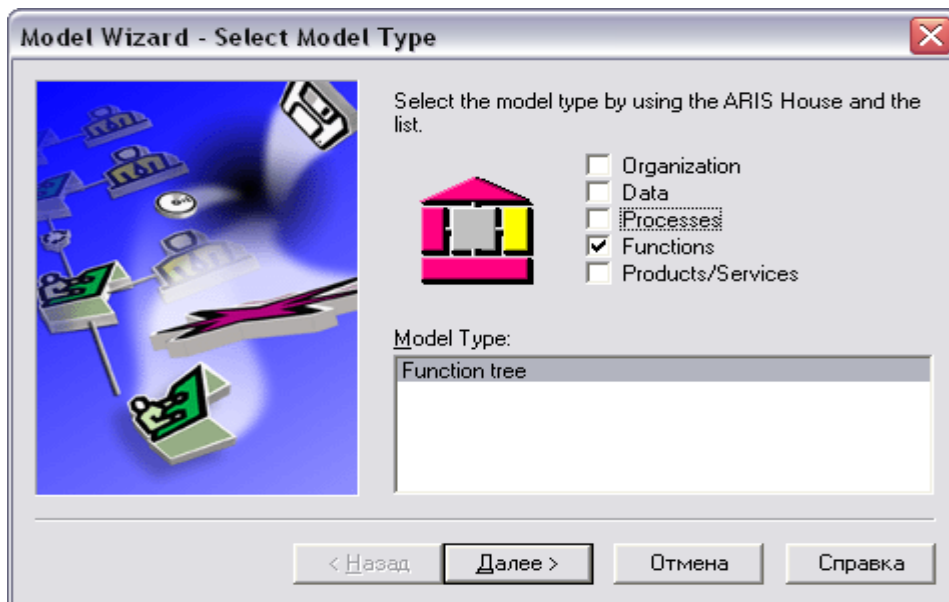 Model Wizard - Select Model Type
Select the model type by using the ARIS House and the
list.
Organization
Data
Processes
Functions
Products/Services
Model Type:
Function tree
< Назад
Далее >
Отмена
Справка